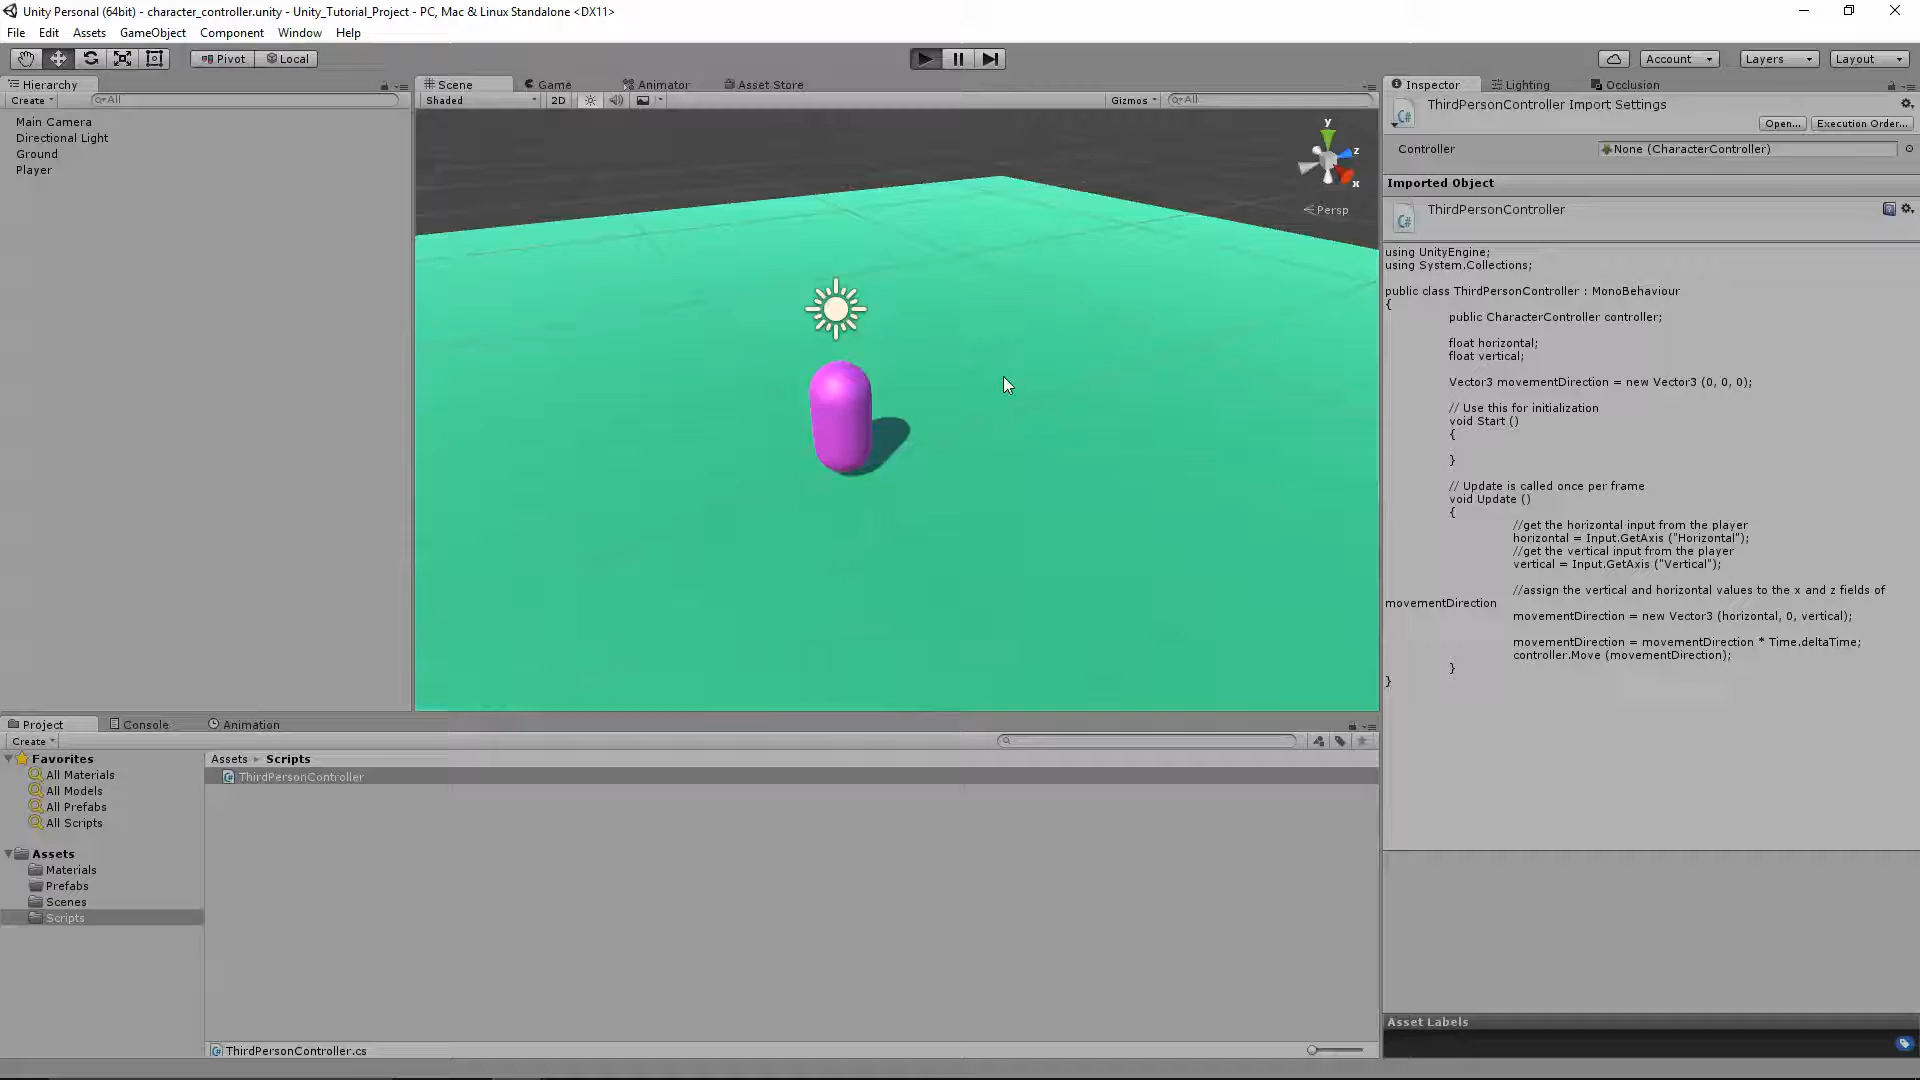 Unity Personal (64bit) - character_controller.unity - Unity_Tutorial_Project - PC, Mac & Linux Standalone <DX11>
File Edit Assets GameObject Component Window Help
Pivot Local Account Layers Layout
Hierarchy
Create All
Main Camera
Directional Light
Ground
Player
Scene Game Animator Asset Store
Shaded 2D Gizmos All
y
z
x
Persp
Inspector Lighting Occlusion
ThirdPersonController Import Settings
Open... Execution Order...
Controller None (CharacterController)
Imported Object
ThirdPersonController
using UnityEngine;
using System.Collections;
public class ThirdPersonController : MonoBehaviour
{
public CharacterController controller;
float horizontal;
float vertical;
Vector3 movementDirection = new Vector3 (0, 0, 0);
// Use this for initialization
void Start ()
{
}
// Update is called once per frame
void Update ()
{
//get the horizontal input from the player
horizontal = Input.GetAxis ("Horizontal");
//get the vertical input from the player
vertical = Input.GetAxis ("Vertical");
//assign the vertical and horizontal values to the x and z fields of
movementDirection
movementDirection = new Vector3 (horizontal, 0, vertical);
movementDirection = movementDirection * Time.deltaTime;
controller.Move (movementDirection);
}
}
Asset Labels
Project Console Animation
Create
Favorites
All Materials
All Models
All Prefabs
All Scripts
Assets
Materials
Prefabs
Scenes
Scripts
Assets Scripts
C# ThirdPersonController
C# ThirdPersonController.cs